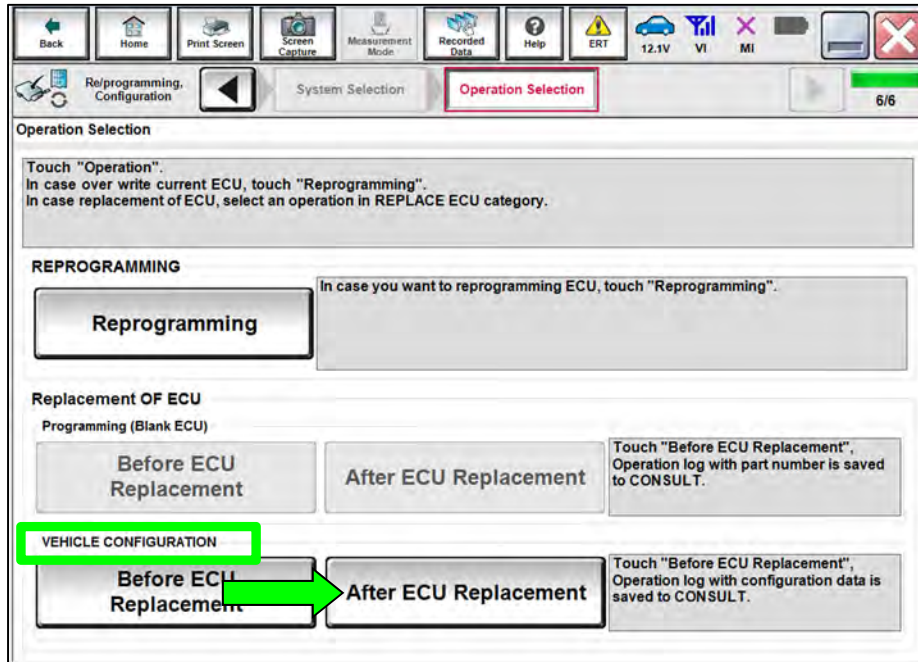 Back
Home
Print Screen
Screen
Capture
Measurement
Mode
Recorded
Data
Help
ERT
12.1V
VI
MI
Re/programming,
Configuration
System Selection
Operation Selection
6/6
Operation Selection
Touch "Operation".
In case over write current ECU, touch "Reprogramming".
In case replacement of ECU, select an operation in REPLACE ECU category.
REPROGRAMMING
Reprogramming
In case you want to reprogramming ECU, touch "Reprogramming".
Replacement OF ECU
Programming (Blank ECU)
Before ECU
Replacement
After ECU Replacement
Touch "Before ECU Replacement",
Operation log with part number is saved
to CONSULT.
VEHICLE CONFIGURATION
Before ECU
Replacement
After ECU Replacement
Touch "Before ECU Replacement",
Operation log with configuration data is
saved to CONSULT.